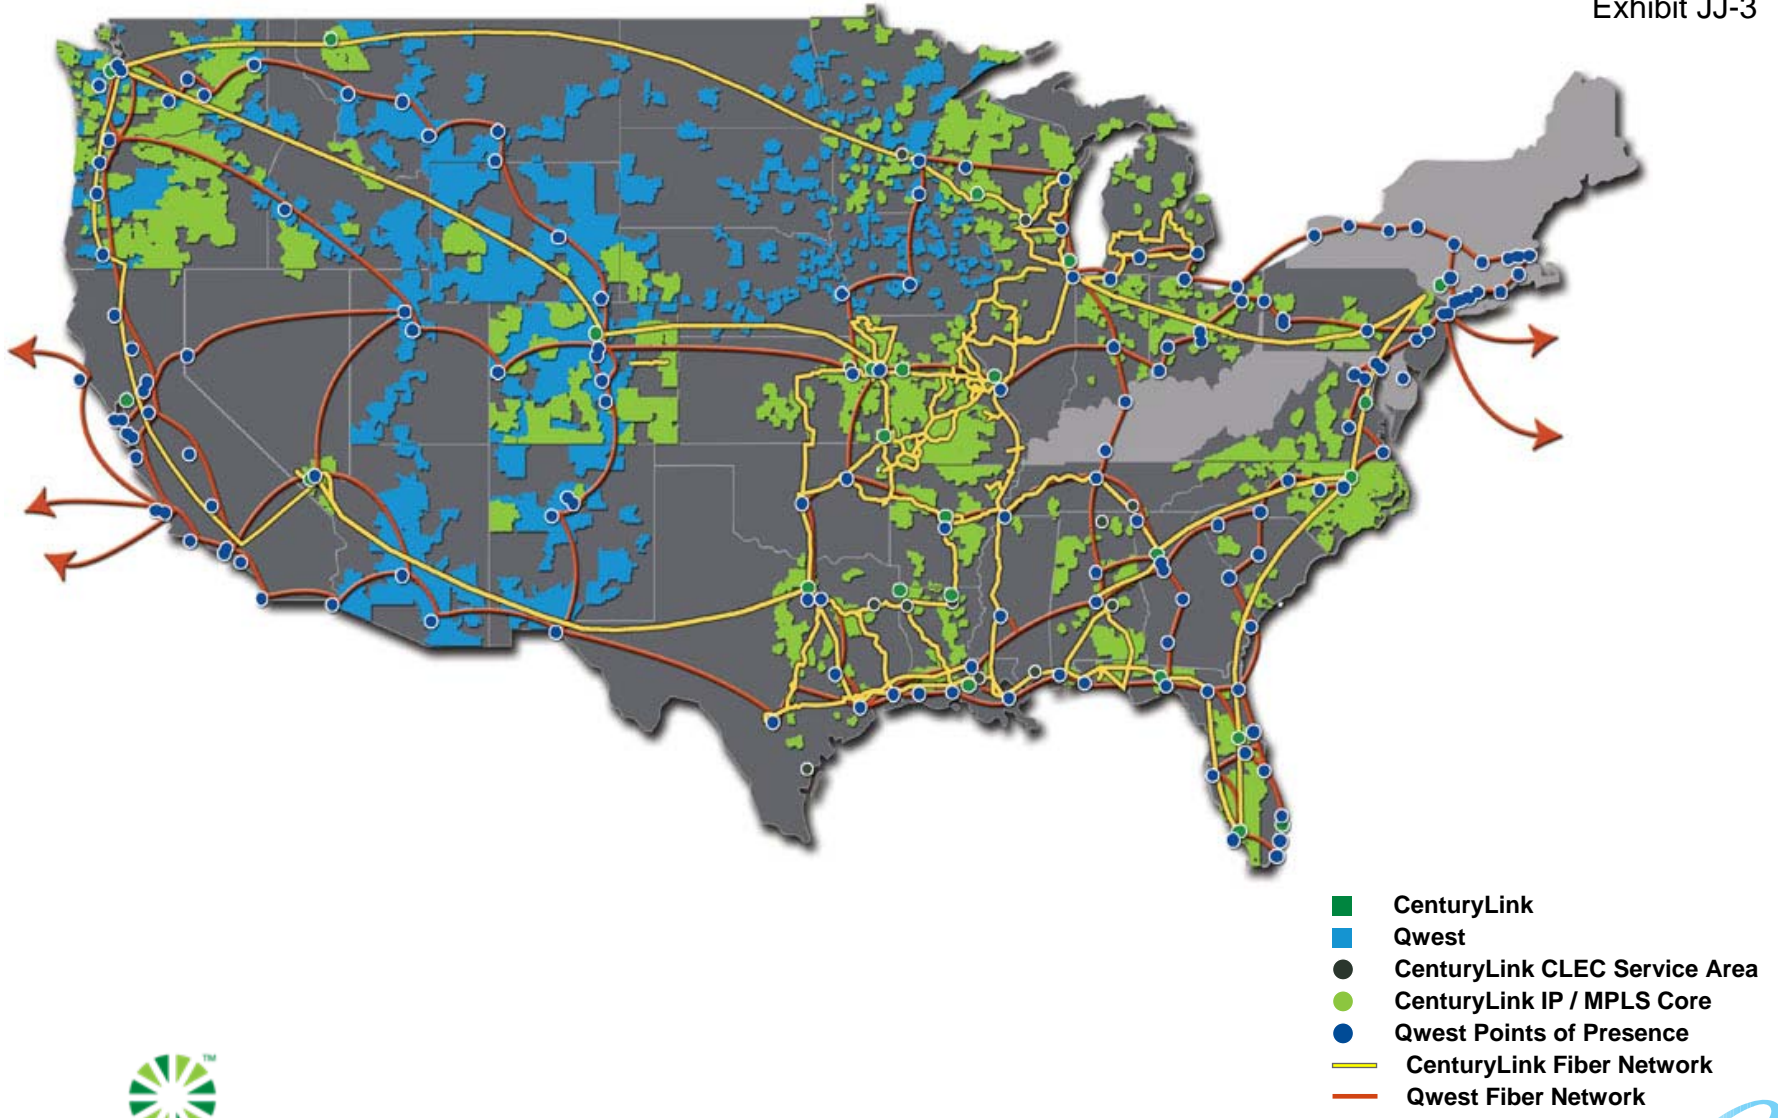 Exhibit JJ-3
CenturyLink
Qwest
CenturyLink CLEC Service Area
CenturyLink IP / MPLS Core
Qwest Points of Presence
CenturyLink Fiber Network
Qwest Fiber Network
TM